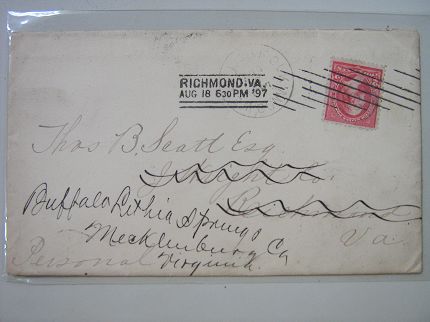 RICHMOND, VA.
AUG 18 630 PM '97
Thos B. Scott Esq.
Buffalo Lithia Springs
Mecklenburg Co
Virginia
Va.
Personal